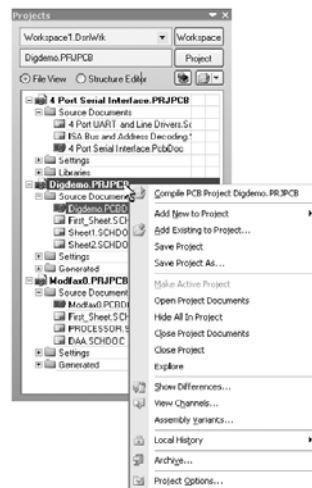 Projects
Workspace1.DsnWrk
Workspace
Digdemo.PRJPCB
Project
File View
Structure Editor
4 Port Serial Interface.PRJPCB
Source Documents
4 Port UART and Line Drivers.Sc
ISA Bus and Address Decoding.S
4 Port Serial Interface.PcbDoc
Settings
Libraries
Digdemo.PRJPCB
Source Documen
Digdemo.PCBD
First_Sheet.SCHD
Sheet1.SCHDO
Sheet2.SCHDO
Settings
Generated
Modfax0.PRJPCB
Source Document
Modfax0.PCBD
First_Sheet.SCH
PROCESSOR.S
DAA.SCHDOC
Settings
Generated
Compile PCB Project Digdemo.PRJPCB
Add New to Project
Add Existing to Project...
Save Project
Save Project As...
Make Active Project
Open Project Documents
Hide All In Project
Close Project Documents
Close Project
Explore
Show Differences...
View Channels...
Assembly Variants...
Local History
Archive...
Project Options...